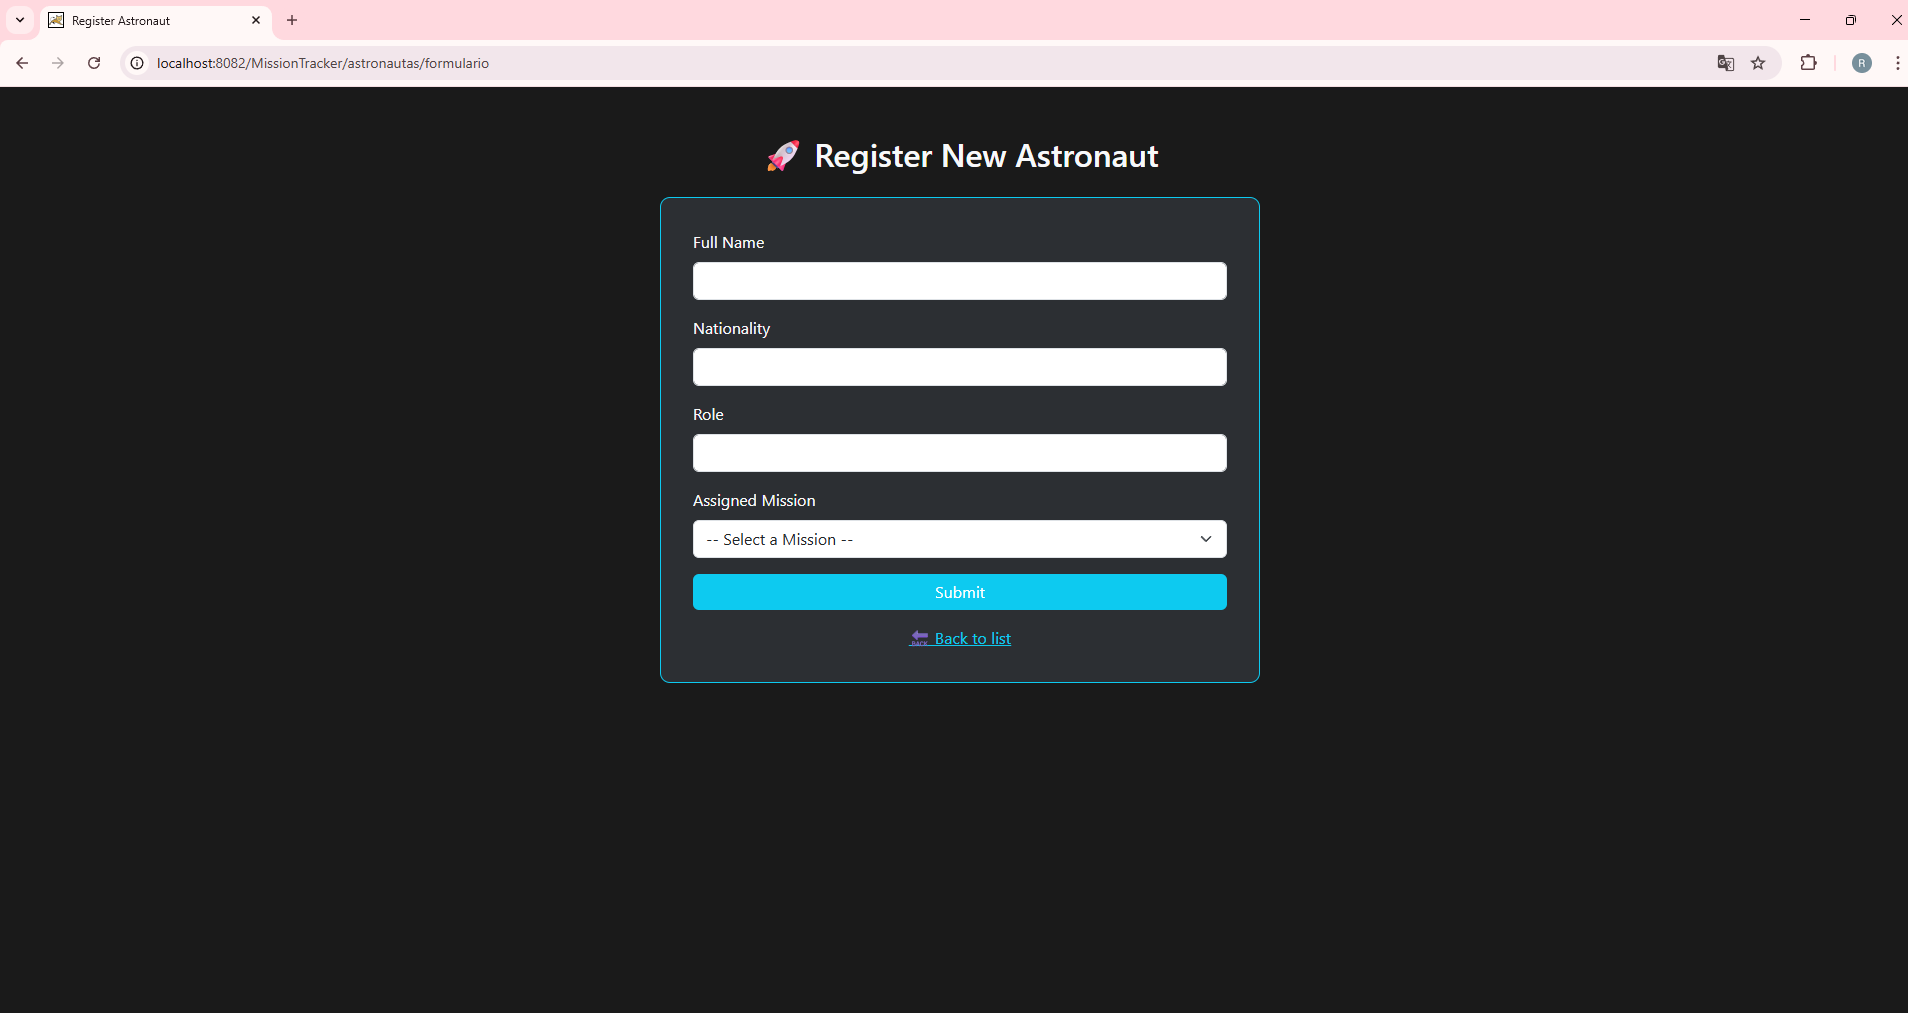 Register Astronaut
localhost:8082/MissionTracker/astronautas/formulario
R
🚀 Register New Astronaut
Full Name
Nationality
Role
Assigned Mission
-- Select a Mission --
Submit
🔙 Back to list